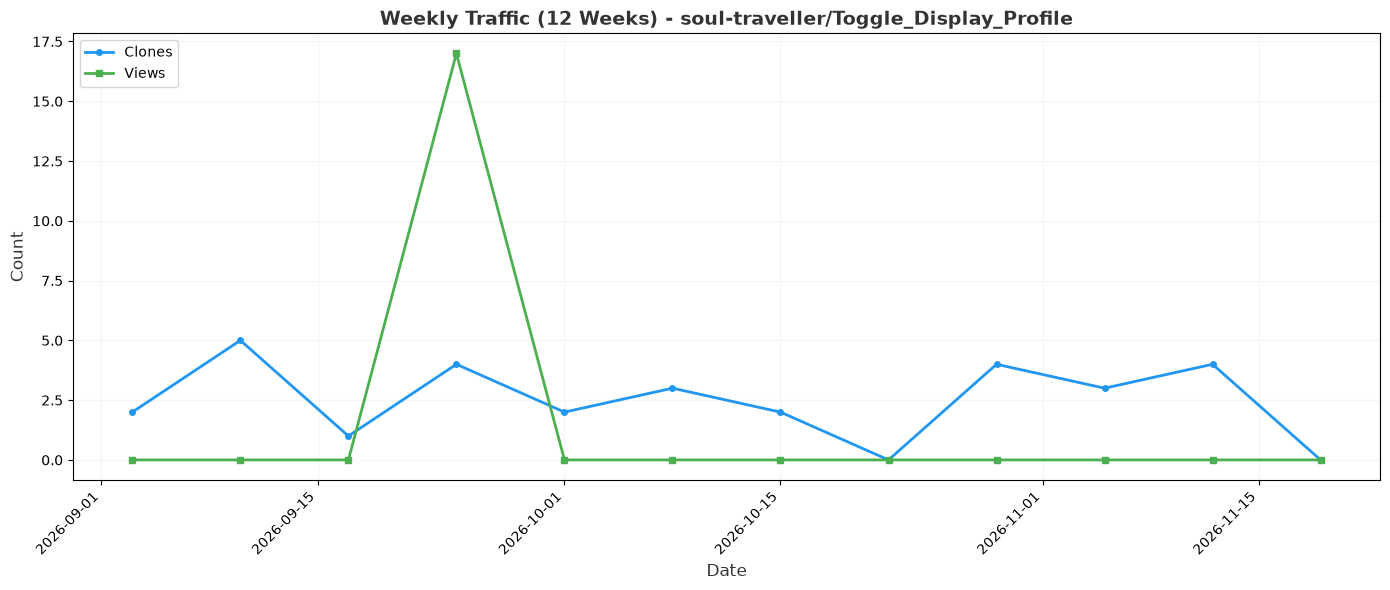 Weekly Traffic (12 Weeks) - soul-traveller/Toggle_Display_Profile
Clones
Views
Count
17.5
15.0
12.5
10.0
7.5
5.0
2.5
0.0
2026-09-01
2026-09-15
2026-10-01
2026-10-15
2026-11-01
2026-11-15
Date